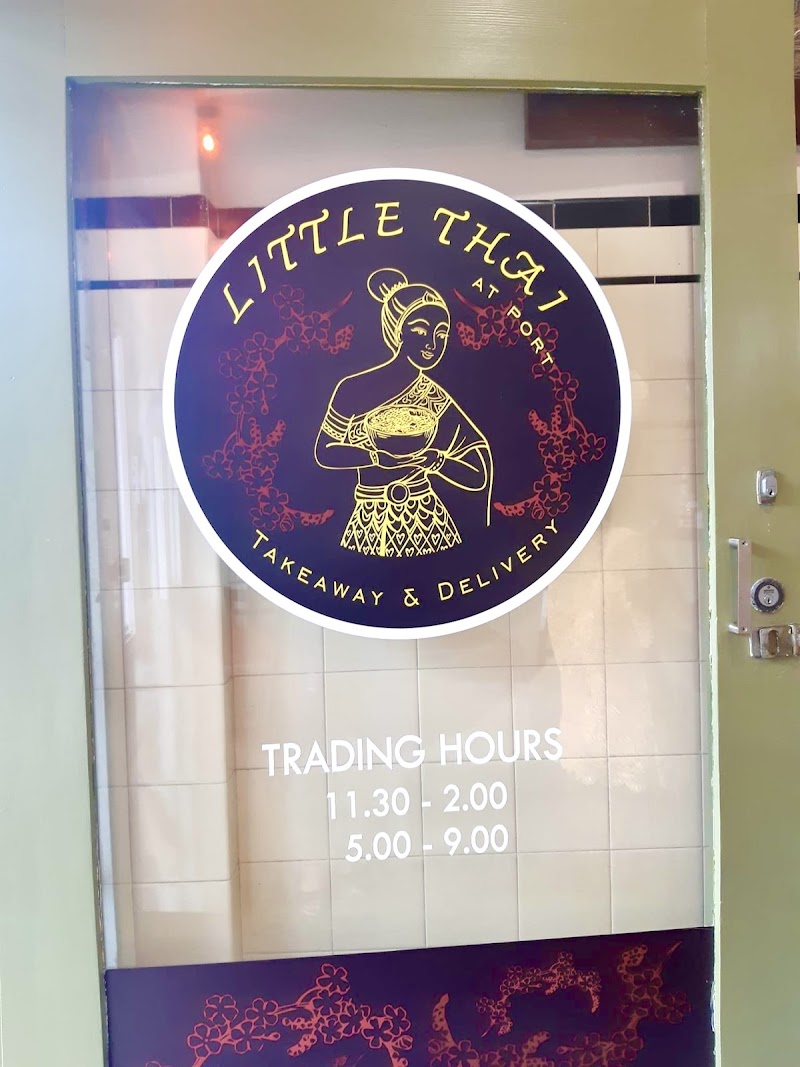 LITTLE THAI
AT PORT
TAKEAWAY & DELIVERY
TRADING HOURS
11.30 - 2.00
5.00 - 9.00